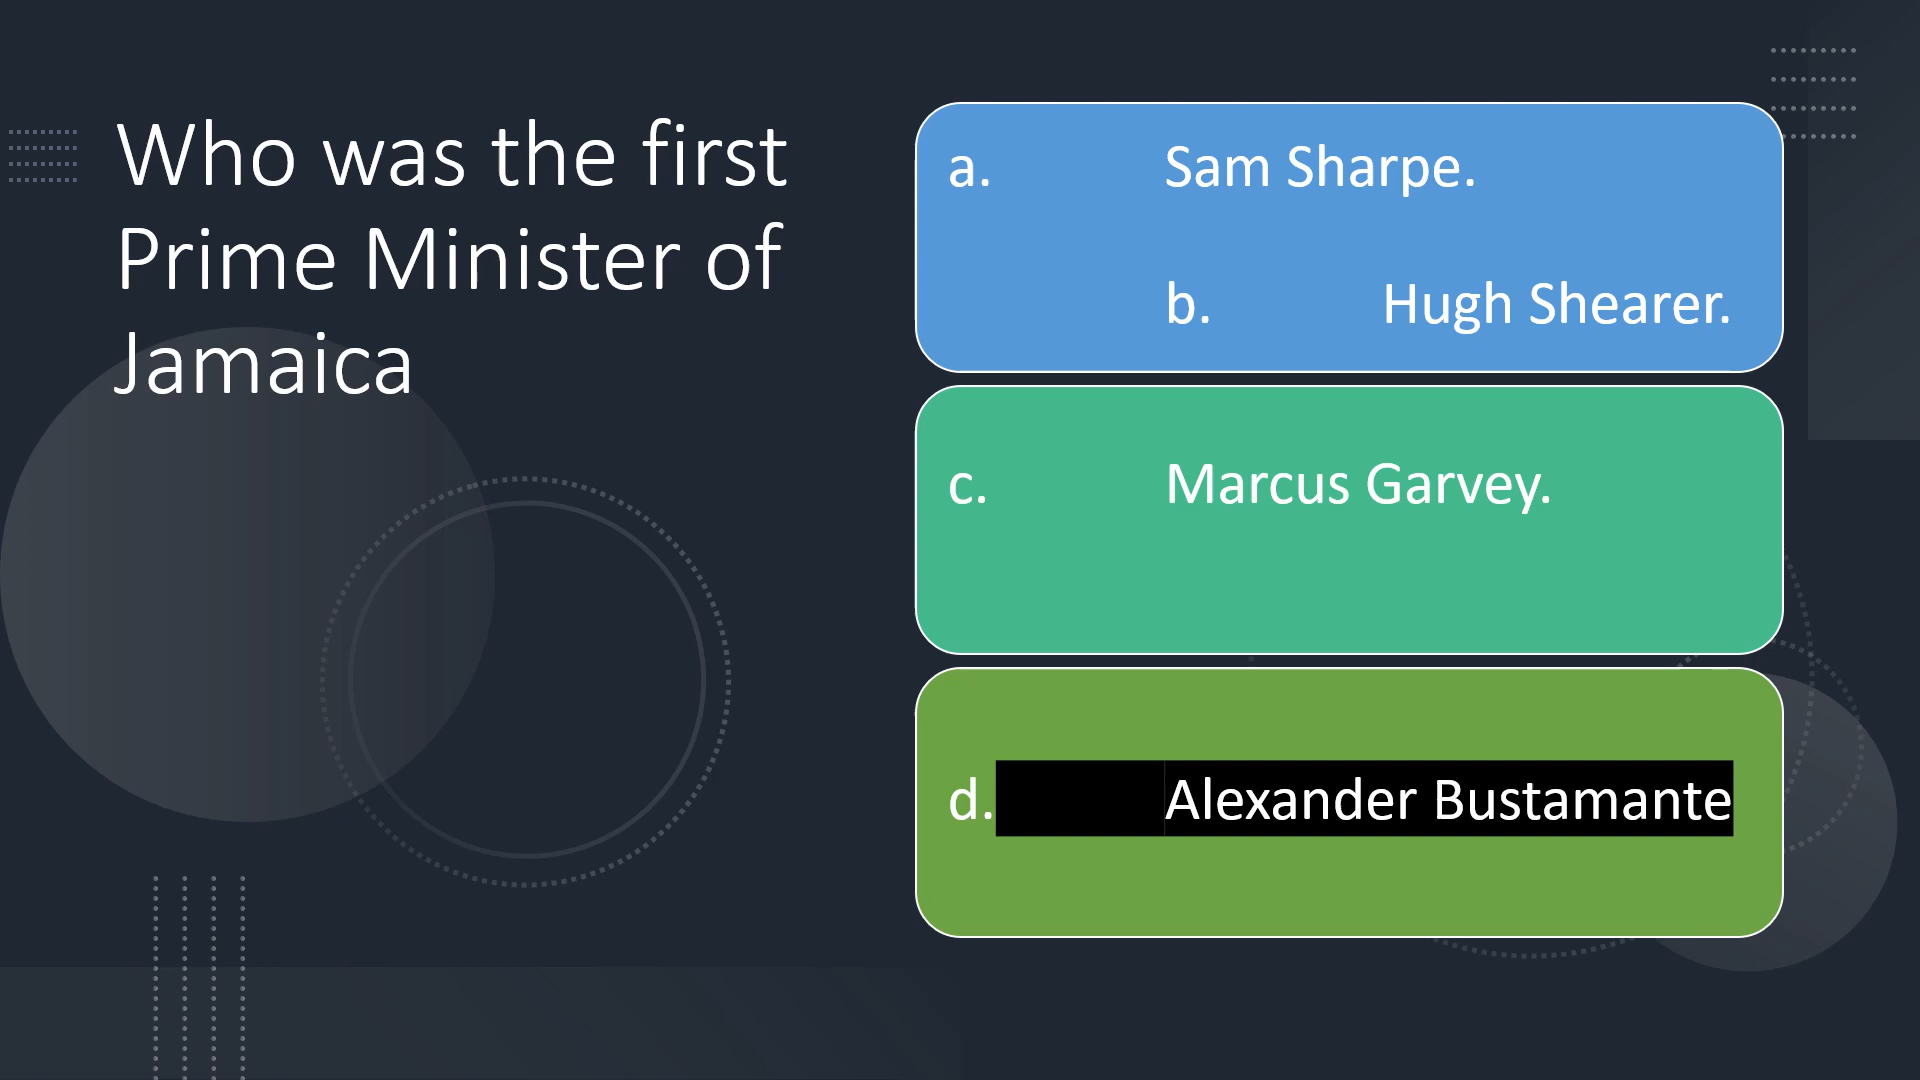 Who was the first
Prime Minister of
Jamaica
a. Sam Sharpe.
b. Hugh Shearer.
c. Marcus Garvey.
d. Alexander Bustamante